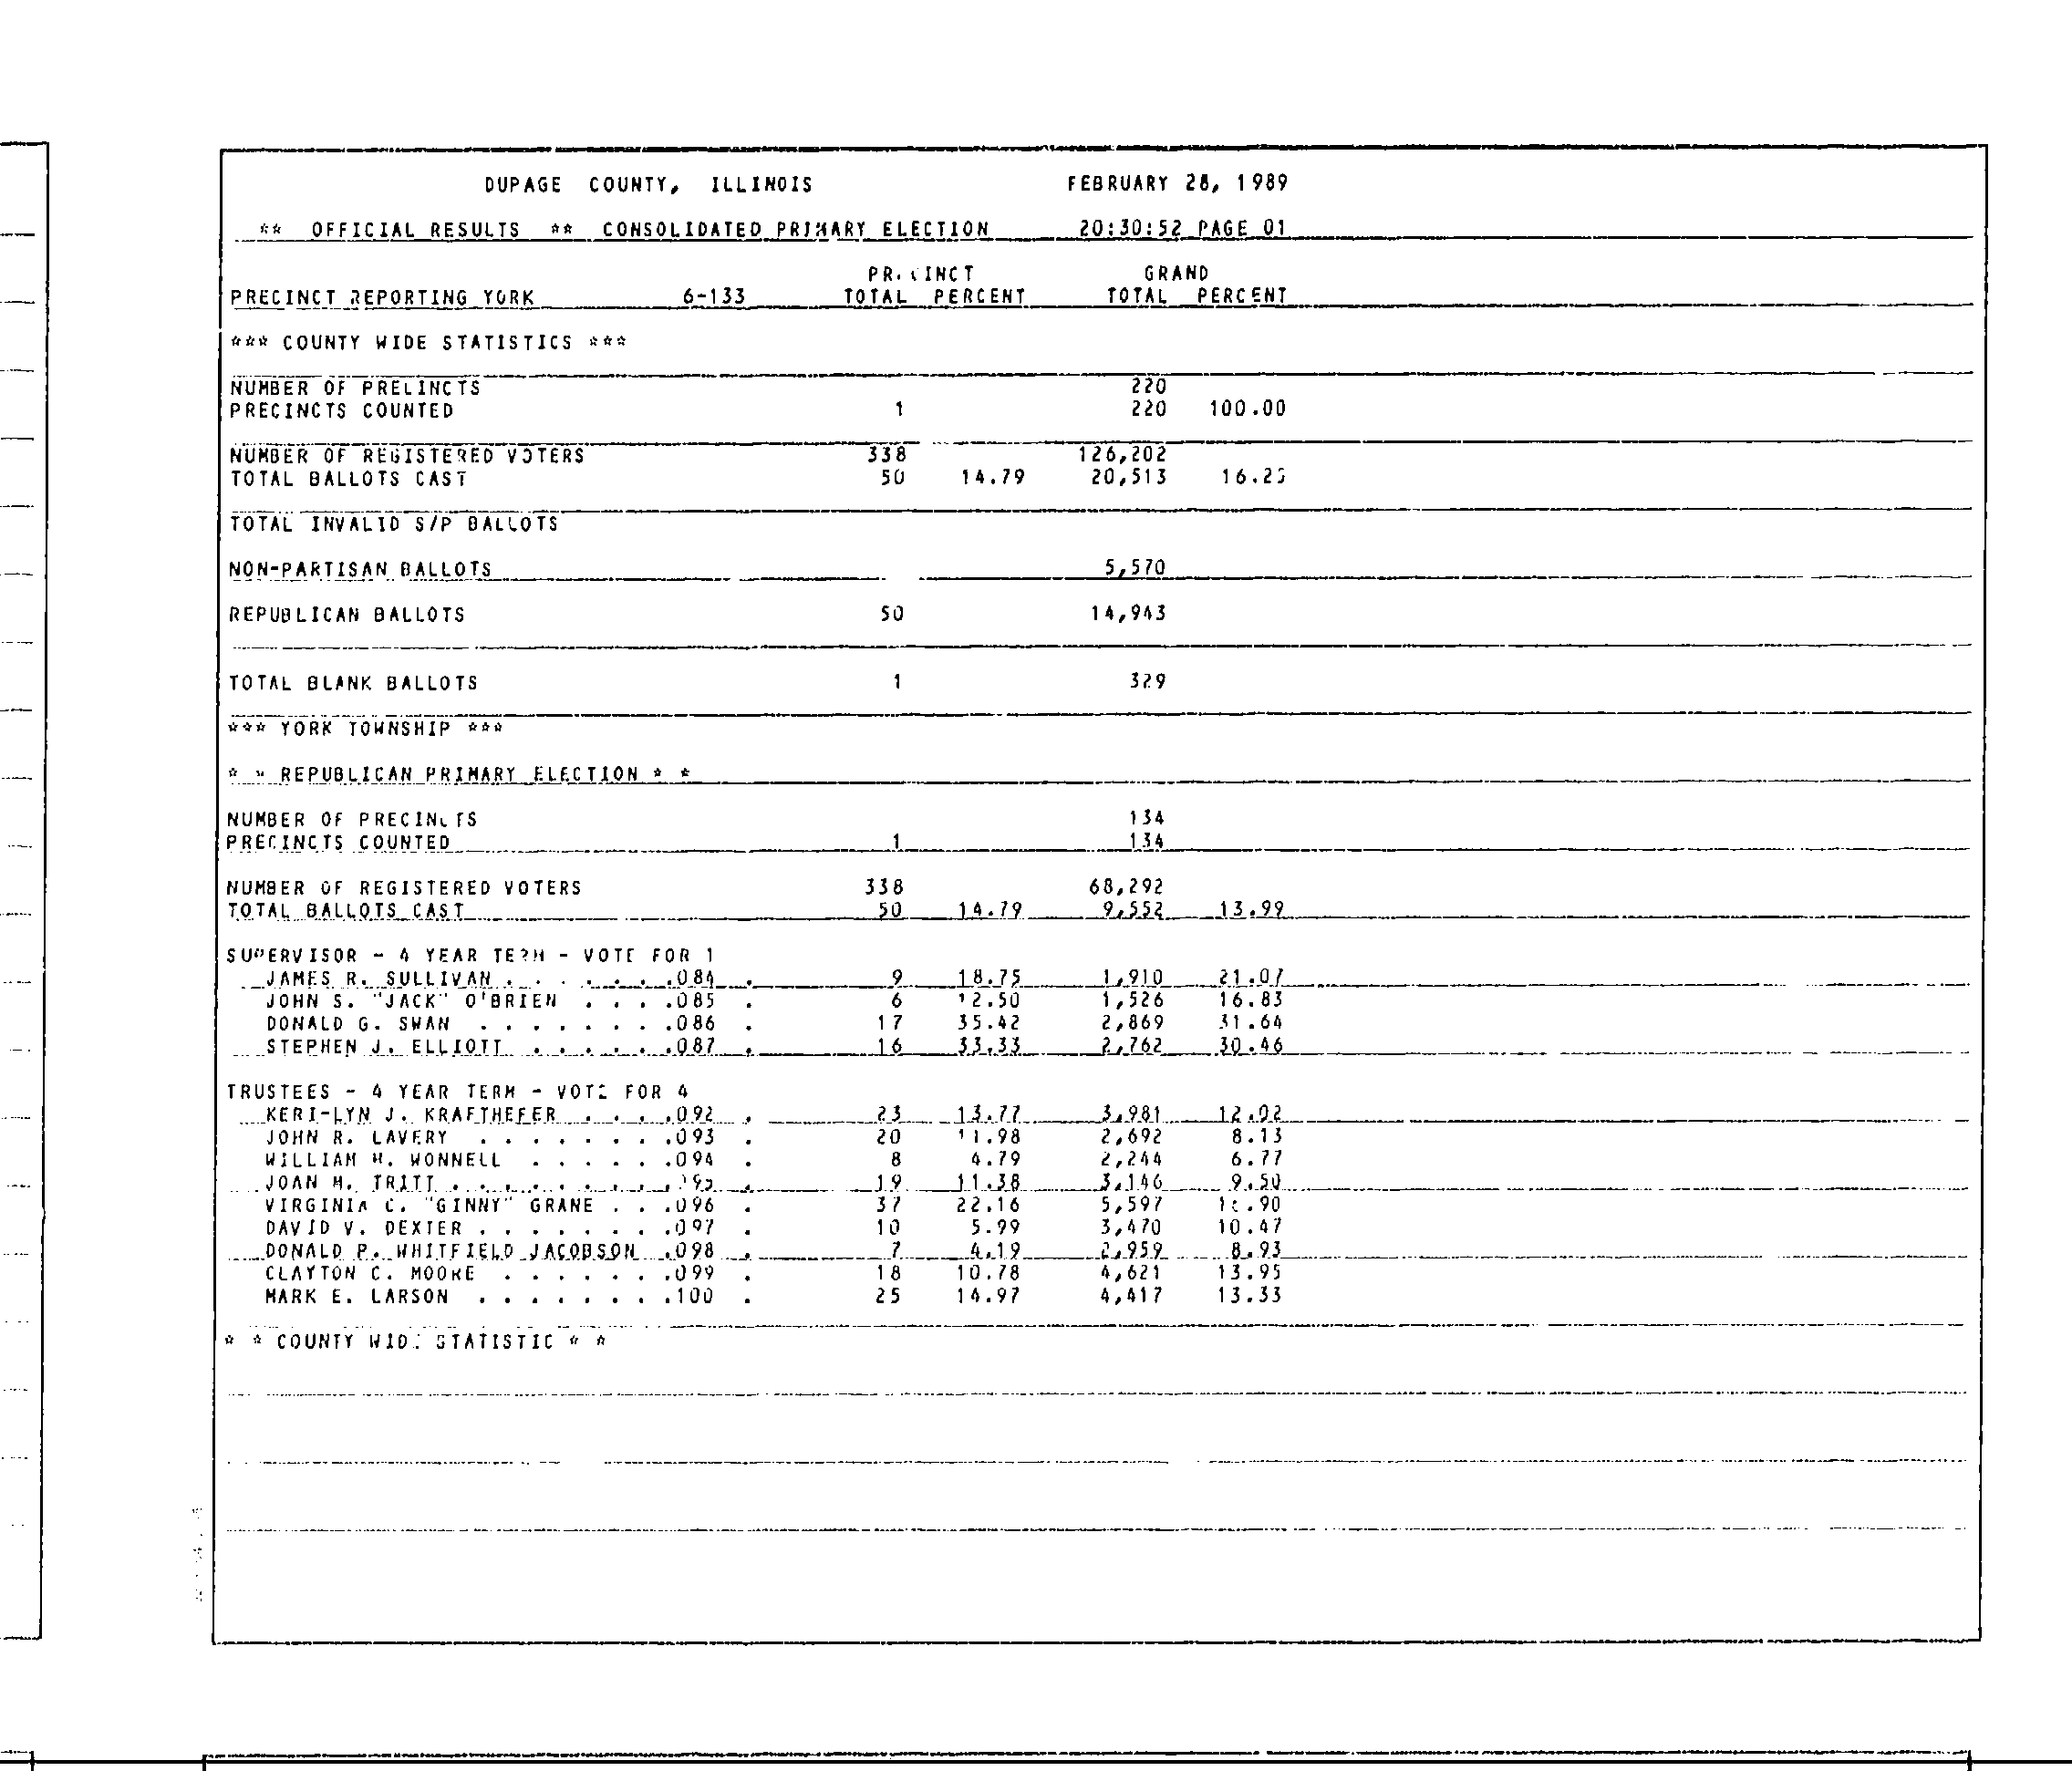 DUPAGE COUNTY, ILLINOIS FEBRUARY 28, 1989
** OFFICIAL RESULTS ** CONSOLIDATED PRIMARY ELECTION 20:30:52 PAGE 01
PRECINCT GRAND
PRECINCT REPORTING YORK 6-133 TOTAL PERCENT TOTAL PERCENT
*** COUNTY WIDE STATISTICS ***
NUMBER OF PRECINCTS 220
PRECINCTS COUNTED 1 220 100.00
NUMBER OF REGISTERED VOTERS 338 126,202
TOTAL BALLOTS CAST 50 14.79 20,513 16.25
TOTAL INVALID S/P BALLOTS
NON-PARTISAN BALLOTS 5,570
REPUBLICAN BALLOTS 50 14,943
TOTAL BLANK BALLOTS 1 329
*** YORK TOWNSHIP ***
* * REPUBLICAN PRIMARY ELECTION * *
NUMBER OF PRECINCTS 134
PRECINCTS COUNTED 1 134
NUMBER OF REGISTERED VOTERS 338 68,292
TOTAL BALLOTS CAST 50 14.79 9,552 13.99
SUPERVISOR - 4 YEAR TERM - VOTE FOR 1
JAMES R. SULLIVAN . . . . . . .084 . 9 18.75 1,910 21.07
JOHN S. "JACK" O'BRIEN . . . .085 . 6 12.50 1,526 16.83
DONALD G. SWAN . . . . . . . .086 . 17 35.42 2,869 31.64
STEPHEN J. ELLIOTT . . . . . .087 . 16 33.33 2,762 30.46
TRUSTEES - 4 YEAR TERM - VOTE FOR 4
KERI-LYN J. KRAFTHEFER . . . .092 . 23 13.77 3,981 12.02
JOHN R. LAVERY . . . . . . . .093 . 20 11.98 2,692 8.13
WILLIAM H. WONNELL . . . . . .094 . 8 4.79 2,244 6.77
JOAN M. TRITT . . . . . . . . .095 . 19 11.38 3,146 9.50
VIRGINIA C. "GINNY" GRANE . . .096 . 37 22.16 5,597 16.90
DAVID V. DEXTER . . . . . . . .097 . 10 5.99 3,470 10.47
DONALD P. WHITFIELD JACOBSON .098 . 7 4.19 2,959 8.93
CLAYTON C. MOORE . . . . . . .099 . 18 10.78 4,621 13.95
MARK E. LARSON . . . . . . . .100 . 25 14.97 4,417 13.33
* * COUNTY WIDE STATISTIC * *